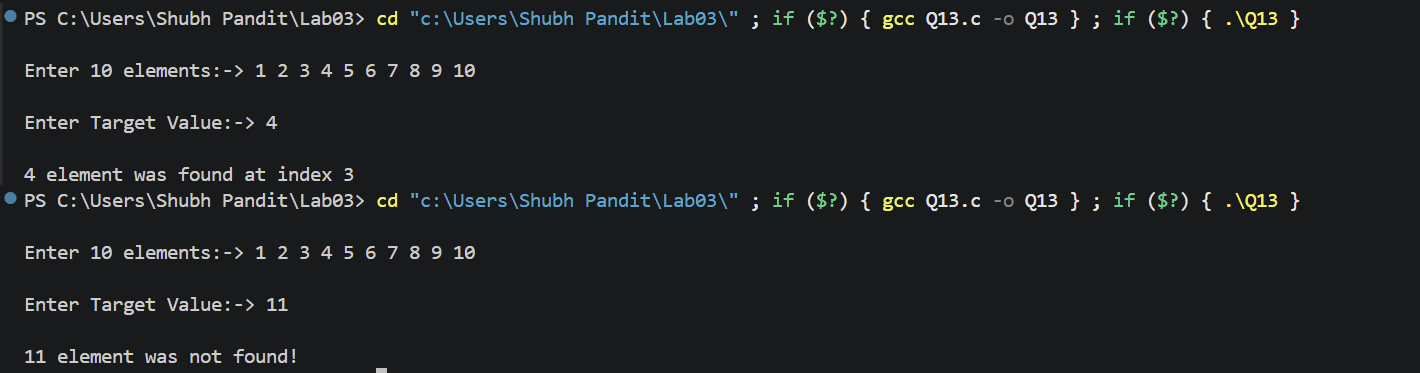 PS C:\Users\Shubh Pandit\Lab03> cd "c:\Users\Shubh Pandit\Lab03\" ; if ($?) { gcc Q13.c -o Q13 } ; if ($?) { .\Q13 }
Enter 10 elements:-> 1 2 3 4 5 6 7 8 9 10
Enter Target Value:-> 4
4 element was found at index 3
PS C:\Users\Shubh Pandit\Lab03> cd "c:\Users\Shubh Pandit\Lab03\" ; if ($?) { gcc Q13.c -o Q13 } ; if ($?) { .\Q13 }
Enter 10 elements:-> 1 2 3 4 5 6 7 8 9 10
Enter Target Value:-> 11
11 element was not found!